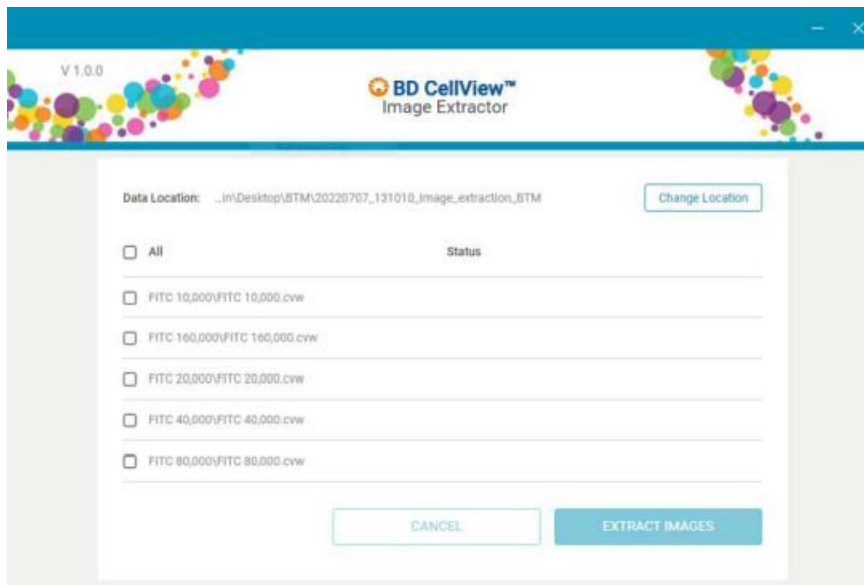 V 1.0.0
BD CellView™
Image Extractor
Data Location: ...in\Desktop\BTM\20220707_131010_Image_extraction_BTM
Change Location
All Status
FITC 10,000\FITC 10,000.cvw
FITC 160,000\FITC 160,000.cvw
FITC 20,000\FITC 20,000.cvw
FITC 40,000\FITC 40,000.cvw
FITC 80,000\FITC 80,000.cvw
CANCEL EXTRACT IMAGES